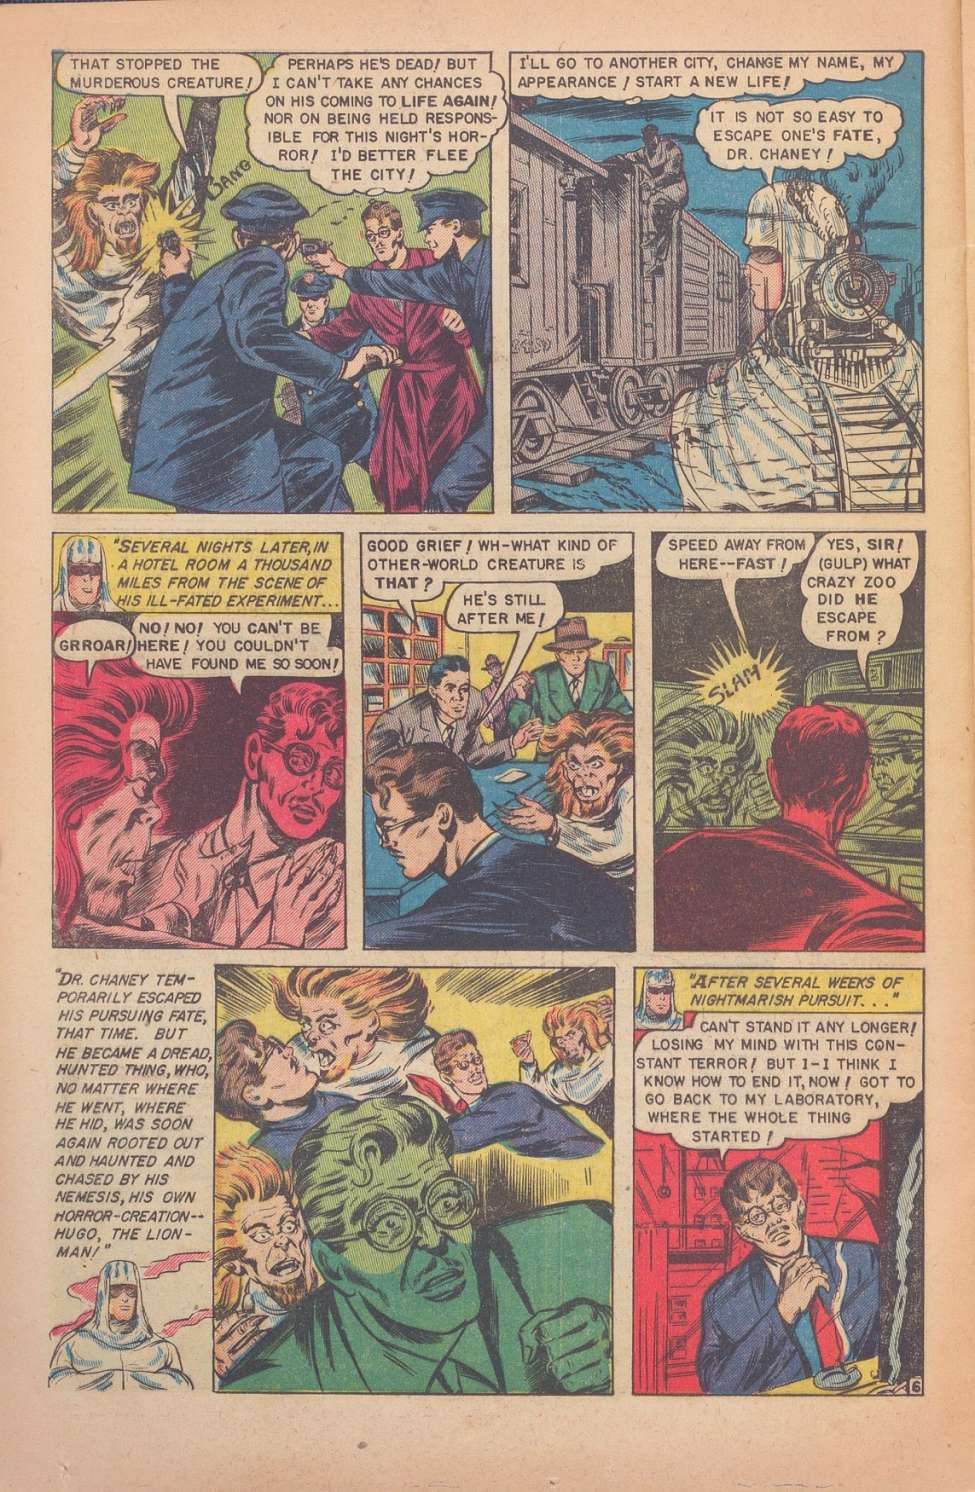 THAT STOPPED THE
MURDEROUS CREATURE!
PERHAPS HE'S DEAD! BUT
I CAN'T TAKE ANY CHANCES
ON HIS COMING TO LIFE AGAIN!
NOR ON BEING HELD RESPONS-
IBLE FOR THIS NIGHT'S HOR-
ROR! I'D BETTER FLEE
THE CITY!
BANG
I'LL GO TO ANOTHER CITY, CHANGE MY NAME, MY
APPEARANCE! START A NEW LIFE!
IT IS NOT SO EASY TO
ESCAPE ONE'S FATE,
DR. CHANEY!
"SEVERAL NIGHTS LATER, IN
A HOTEL ROOM A THOUSAND
MILES FROM THE SCENE OF
HIS ILL-FATED EXPERIMENT...
GRROAR!
NO! NO! YOU CAN'T BE
HERE! YOU COULDN'T
HAVE FOUND ME SO SOON!
GOOD GRIEF! WH-WHAT KIND OF
OTHER-WORLD CREATURE IS
THAT?
HE'S STILL
AFTER ME!
SPEED AWAY FROM
HERE--FAST!
YES, SIR!
(GULP) WHAT
CRAZY ZOO
DID HE
ESCAPE
FROM?
SLAM
"DR. CHANEY TEM-
PORARILY ESCAPED
HIS PURSUING FATE,
THAT TIME. BUT
HE BECAME A DREAD,
HUNTED THING, WHO,
NO MATTER WHERE
HE WENT, WHERE
HE HID, WAS SOON
AGAIN ROOTED OUT
AND HAUNTED AND
CHASED BY HIS
NEMESIS, HIS OWN
HORROR-CREATION--
HUGO, THE LION-
MAN!"
"AFTER SEVERAL WEEKS OF
NIGHTMARISH PURSUIT..."
CAN'T STAND IT ANY LONGER!
LOSING MY MIND WITH THIS CON-
STANT TERROR! BUT I-I THINK I
KNOW HOW TO END IT, NOW! GOT TO
GO BACK TO MY LABORATORY,
WHERE THE WHOLE THING
STARTED!
6